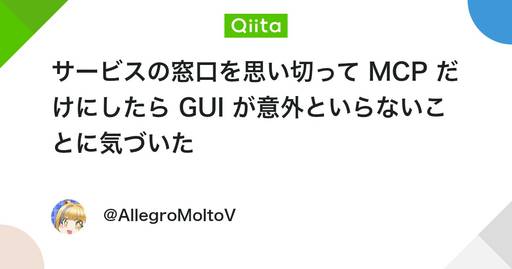 Qiita
サービスの窓口を思い切って MCP だ
けにしたら GUI が意外といらないこ
とに気づいた
@AllegroMoltoV